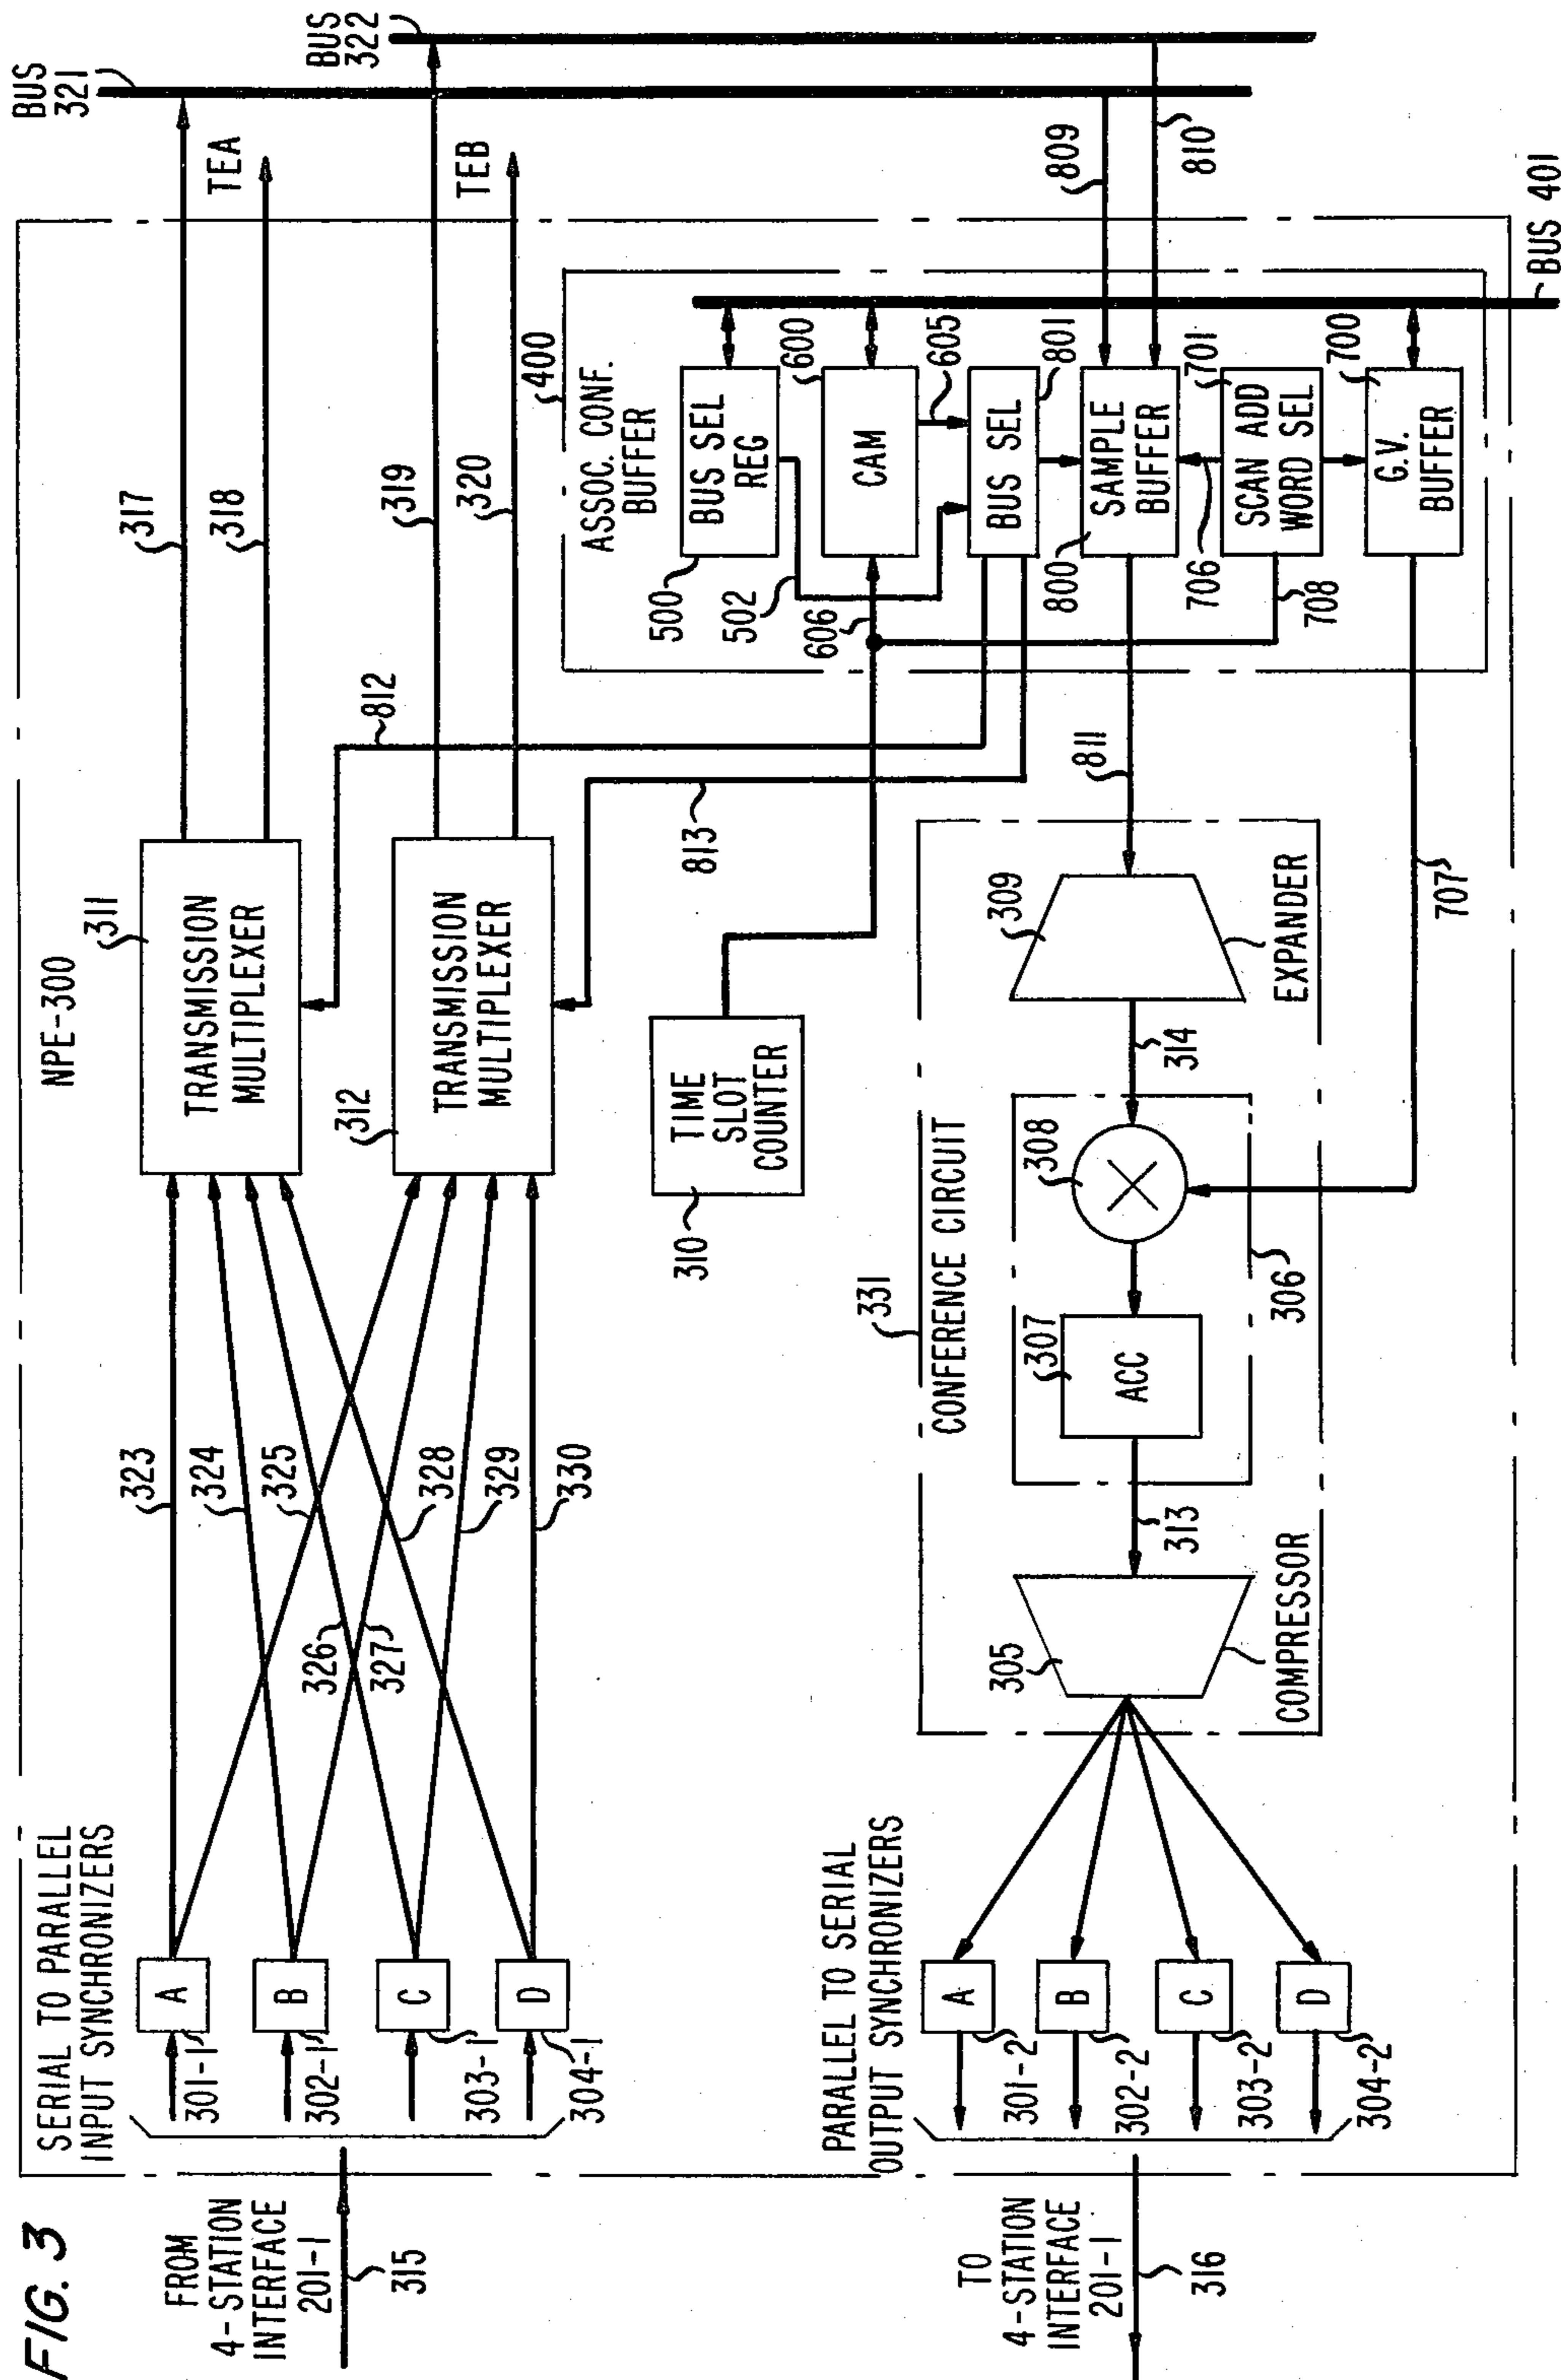 FIG. 3
FROM
4-STATION
INTERFACE
201-1
315
TO
4-STATION
INTERFACE
201-1
316
NPE-300
SERIAL TO PARALLEL
INPUT SYNCHRONIZERS
A
301-1
B
302-1
C
303-1
D
304-1
323
324
325
326
327
328
329
330
311
TRANSMISSION
MULTIPLEXER
312
TRANSMISSION
MULTIPLEXER
317
318
TEA
319
320
TEB
BUS
321
BUS
322
812
813
310
TIME
SLOT
COUNTER
400
ASSOC. CONF.
BUFFER
500
BUS SEL
REG
502
600
CAM
605
606
BUS SEL
801
800
SAMPLE
BUFFER
706
701
SCAN ADD
WORD SEL
708
700
G.V.
BUFFER
809
810
BUS 401
811
707
PARALLEL TO SERIAL
OUTPUT SYNCHRONIZERS
A
301-2
B
302-2
C
303-2
D
304-2
331
CONFERENCE CIRCUIT
305
COMPRESSOR
313
307
ACC
308
306
314
309
EXPANDER